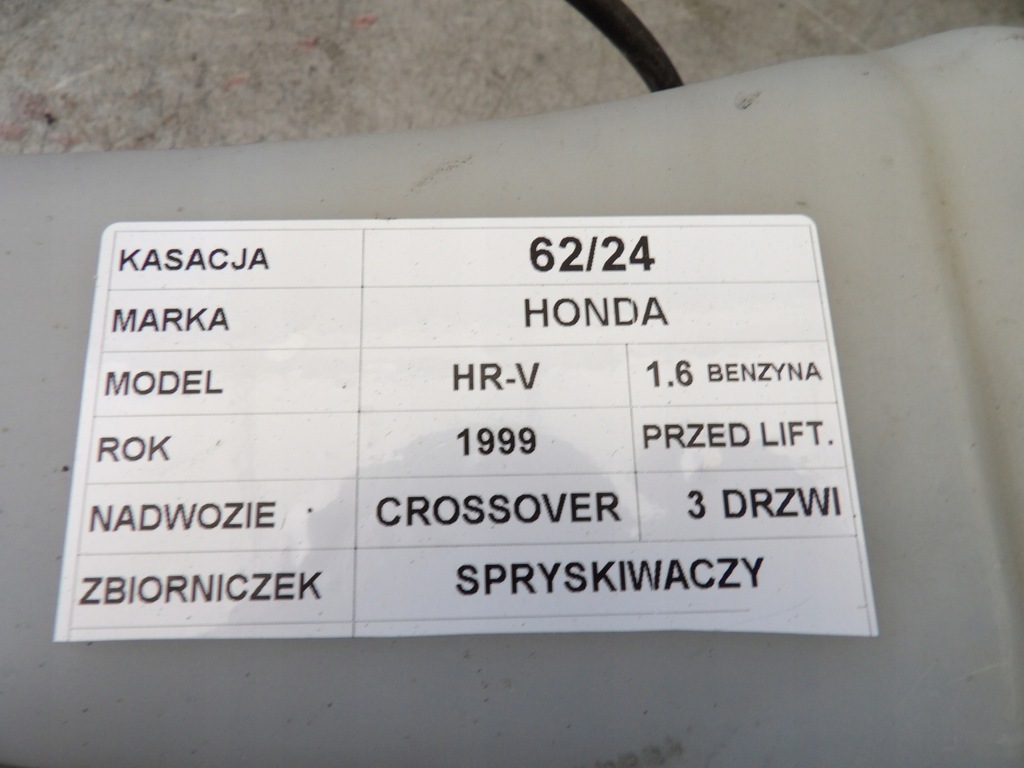 KASACJA 62/24
MARKA HONDA
MODEL HR-V 1.6 BENZYNA
ROK 1999 PRZED LIFT.
NADWOZIE CROSSOVER 3 DRZWI
ZBIORNICZEK SPRYSKIWACZY